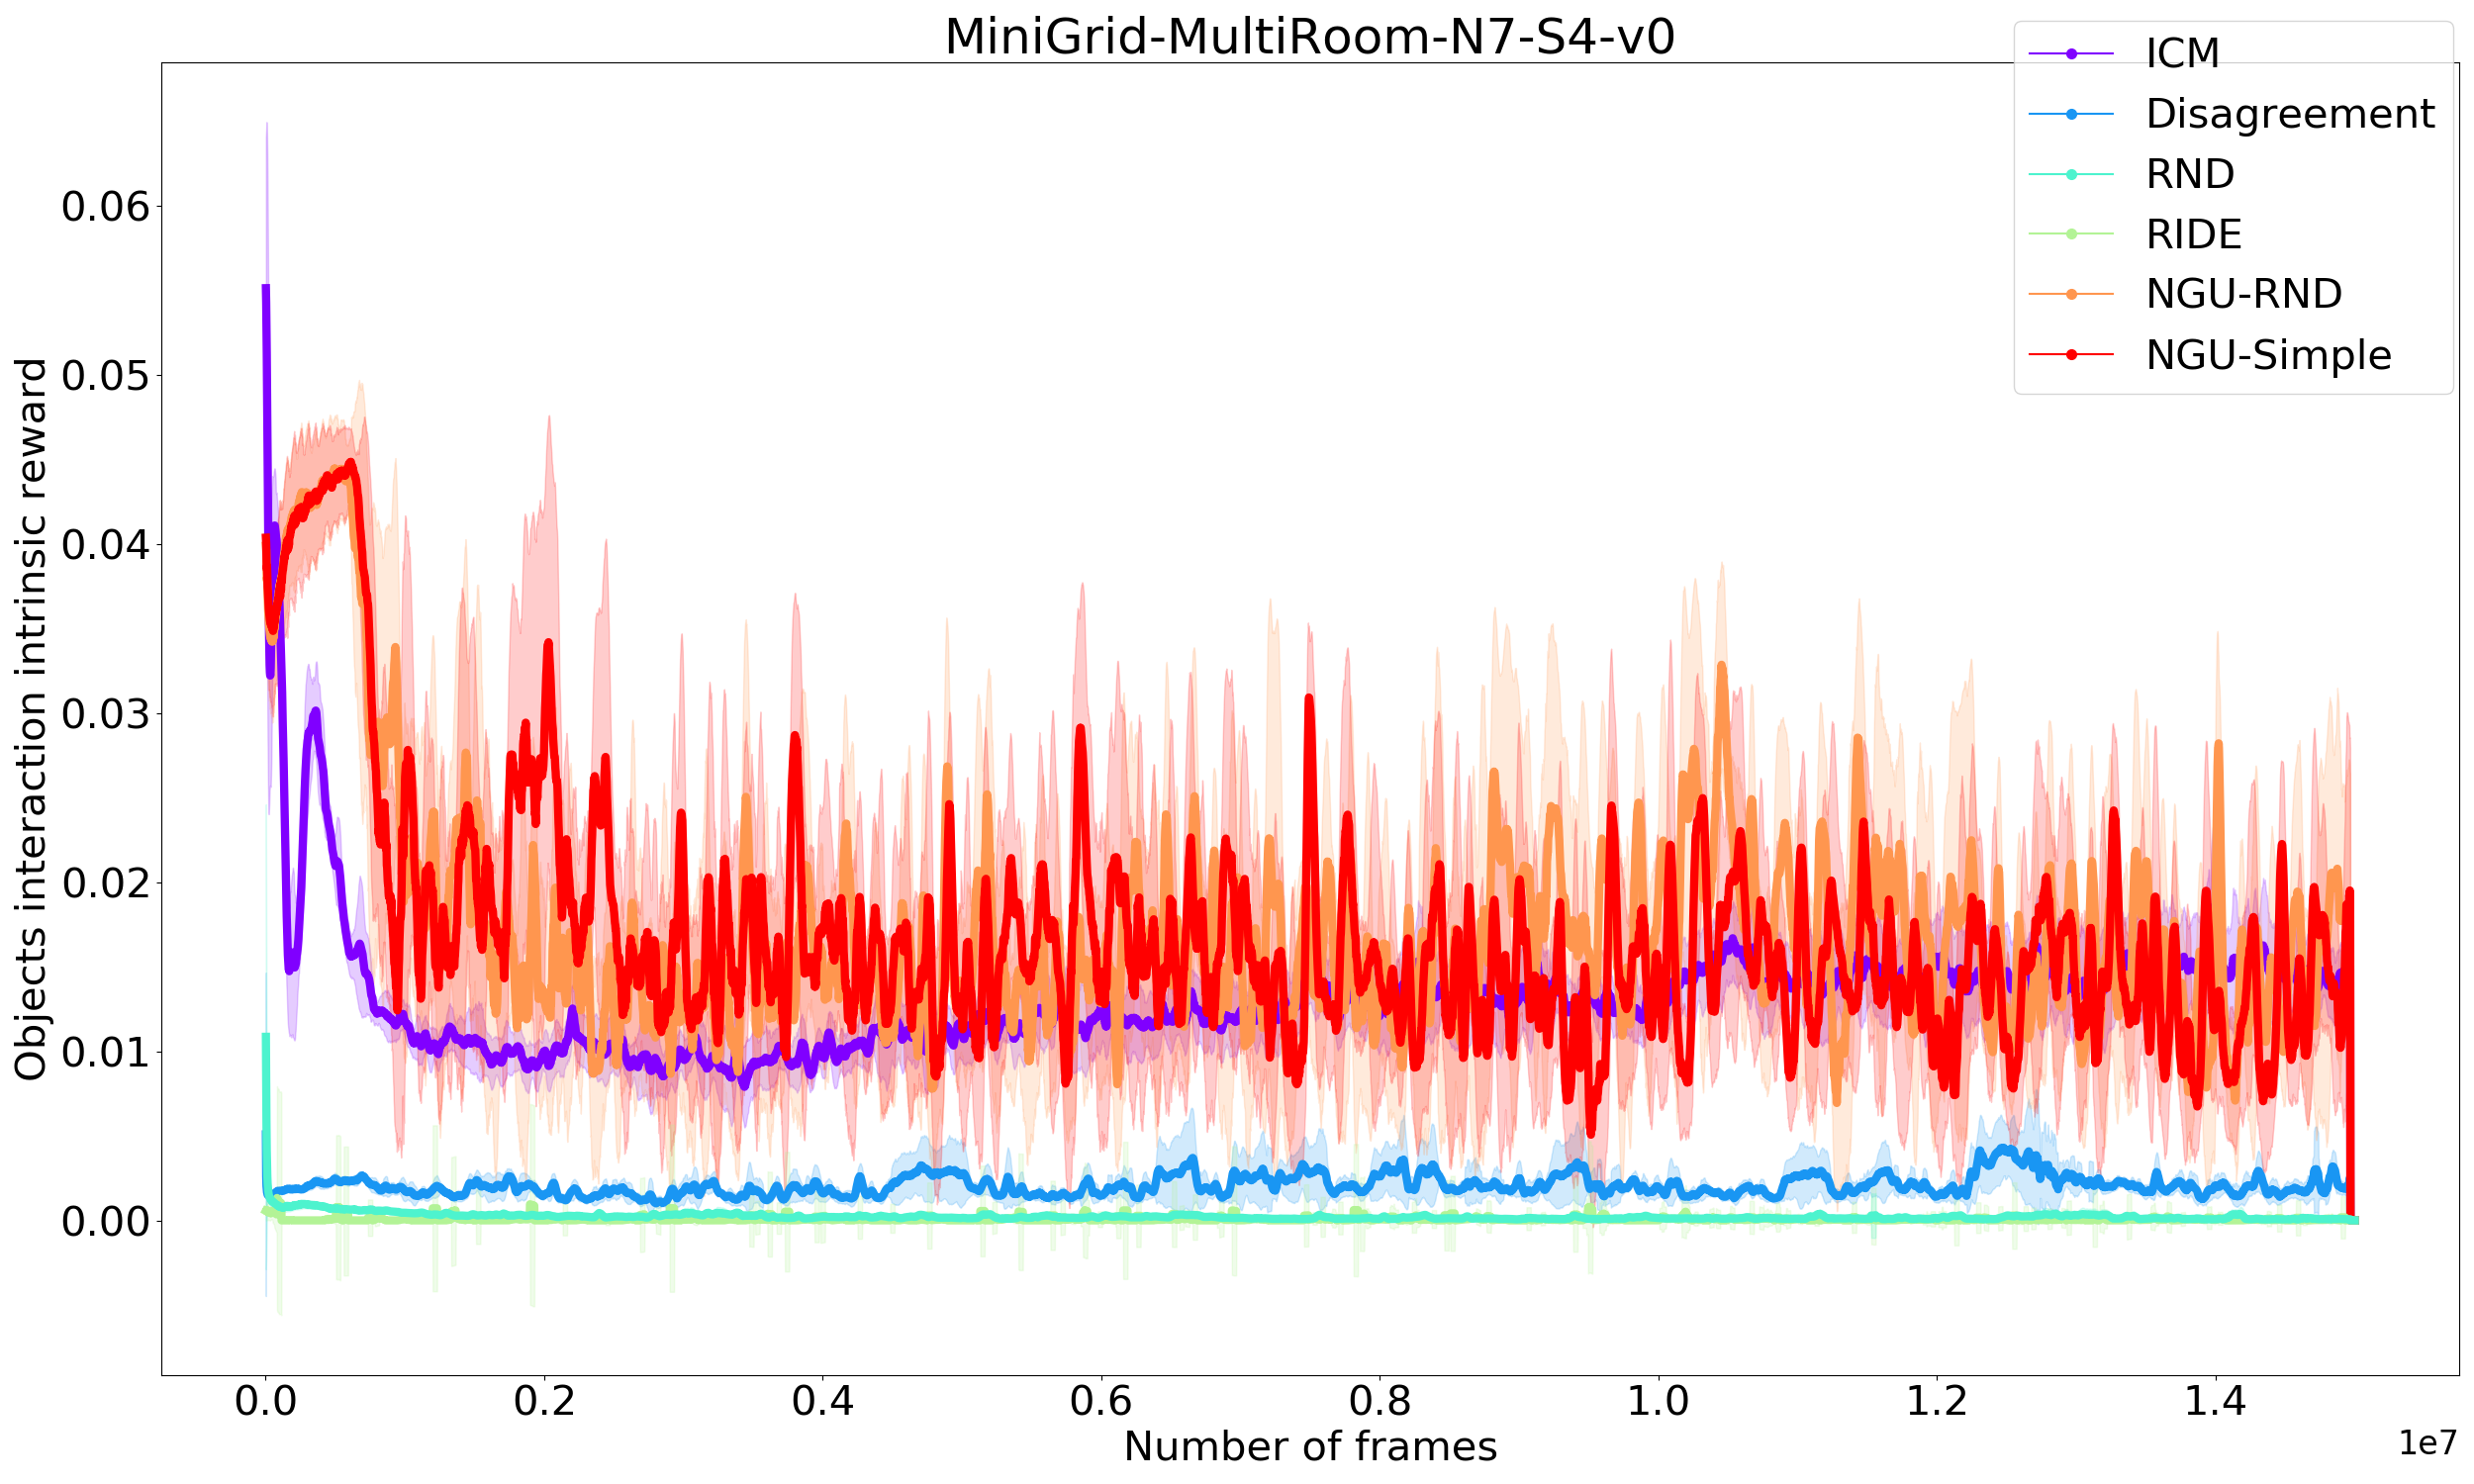 MiniGrid-MultiRoom-N7-S4-v0
ICM
Disagreement
RND
RIDE
NGU-RND
NGU-Simple
Objects interaction intrinsic reward
0.06
0.05
0.04
0.03
0.02
0.01
0.00
0.0 0.2 0.4 0.6 0.8 1.0 1.2 1.4
1e7
Number of frames